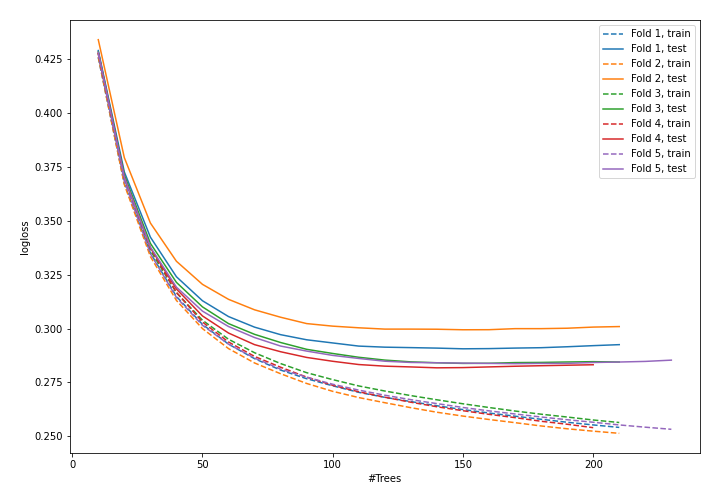 0.425
0.400
0.375
0.350
0.325
0.300
0.275
0.250
logloss
0
50
100
150
200
#Trees
Fold 1, train
Fold 1, test
Fold 2, train
Fold 2, test
Fold 3, train
Fold 3, test
Fold 4, train
Fold 4, test
Fold 5, train
Fold 5, test